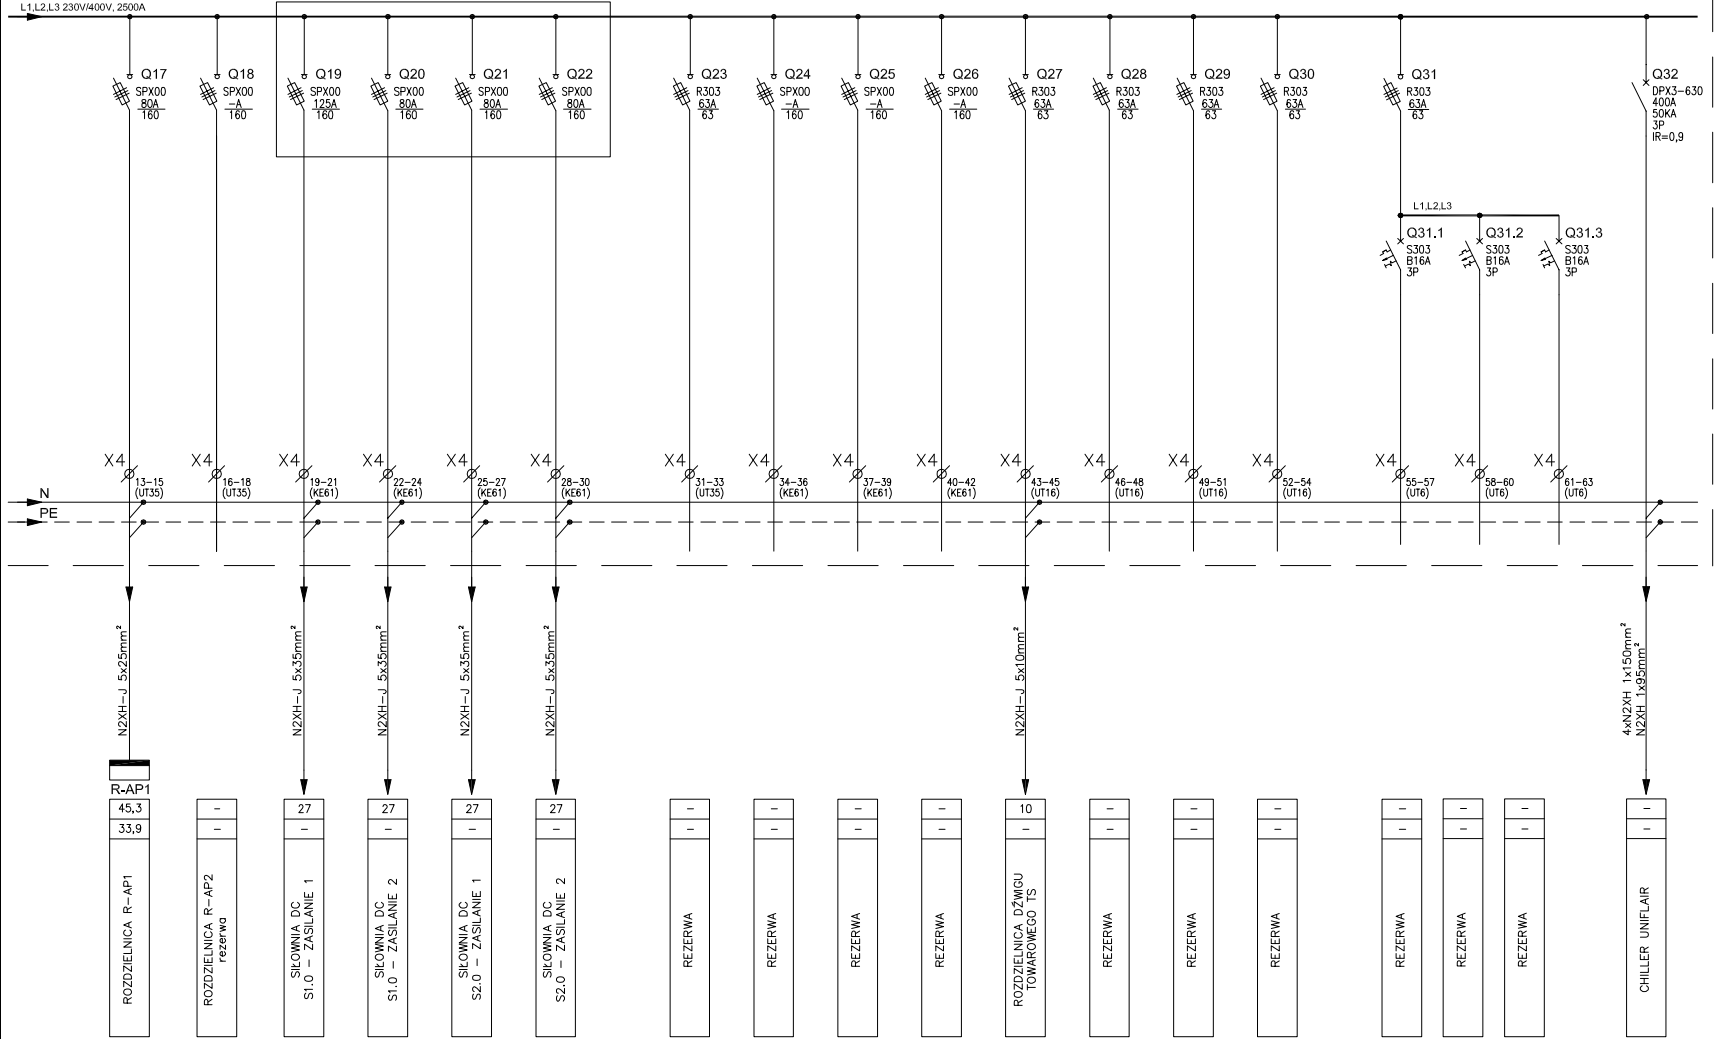 L1,L2,L3 230V/400V, 2500A
Q17
SPX00
80A
160
Q18
SPX00
-A
160
Q19
SPX00
125A
160
Q20
SPX00
80A
160
Q21
SPX00
80A
160
Q22
SPX00
80A
160
Q23
R303
63A
63
Q24
SPX00
-A
160
Q25
SPX00
-A
160
Q26
SPX00
-A
160
Q27
R303
63A
63
Q28
R303
63A
63
Q29
R303
63A
63
Q30
R303
63A
63
Q31
R303
63A
63
Q32
DPX3-630
400A
50KA
3P
IR=0,9
L1,L2,L3
Q31.1
S303
B16A
3P
Q31.2
S303
B16A
3P
Q31.3
S303
B16A
3P
X4
13-15
(UT35)
X4
16-18
(UT35)
X4
19-21
(KE61)
X4
22-24
(KE61)
X4
25-27
(KE61)
X4
28-30
(KE61)
X4
31-33
(UT35)
X4
34-36
(KE61)
X4
37-39
(KE61)
X4
40-42
(KE61)
X4
43-45
(UT16)
X4
46-48
(UT16)
X4
49-51
(UT16)
X4
52-54
(UT16)
X4
55-57
(UT6)
X4
58-60
(UT6)
X4
61-63
(UT6)
N
PE
N2XH-J 5x25mm²
N2XH-J 5x35mm²
N2XH-J 5x35mm²
N2XH-J 5x35mm²
N2XH-J 5x35mm²
N2XH-J 5x10mm²
4xN2XH 1x150mm²
N2XH 1x95mm²
R-AP1
45,3
33,9
ROZDZIELNICA R-AP1
-
-
ROZDZIELNICA R-AP2
rezerwa
27
-
SIŁOWNIA DC
S1.0 - ZASILANIE 1
27
-
SIŁOWNIA DC
S1.0 - ZASILANIE 2
27
-
SIŁOWNIA DC
S2.0 - ZASILANIE 1
27
-
SIŁOWNIA DC
S2.0 - ZASILANIE 2
-
-
REZERWA
-
-
REZERWA
-
-
REZERWA
-
-
REZERWA
10
-
ROZDZIELNICA DŹWIGU
TOWAROWEGO TS
-
-
REZERWA
-
-
REZERWA
-
-
REZERWA
-
-
REZERWA
-
-
REZERWA
-
-
REZERWA
-
-
CHILLER UNIFLAIR